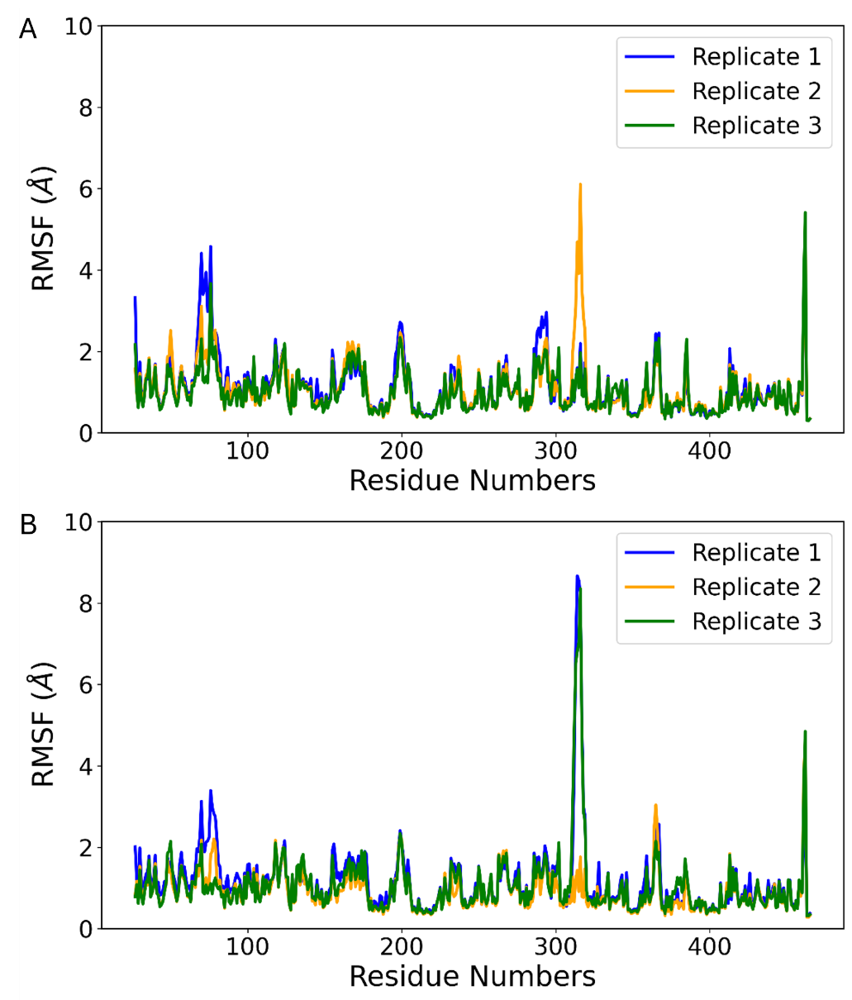 A
10
8
6
4
2
0
RMSF (Å)
Replicate 1
Replicate 2
Replicate 3
100 200 300 400
Residue Numbers
B
10
8
6
4
2
0
RMSF (Å)
Replicate 1
Replicate 2
Replicate 3
100 200 300 400
Residue Numbers